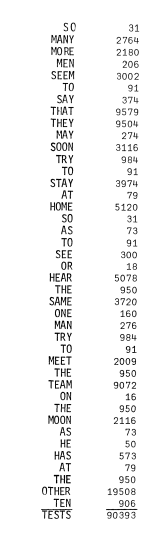 SO 31
MANY 2764
MORE 2180
MEN 206
SEEM 3002
TO 91
SAY 374
THAT 9579
THEY 9504
MAY 274
SOON 3116
TRY 984
TO 91
STAY 3974
AT 79
HOME 5120
SO 31
AS 73
TO 91
SEE 300
OR 18
HEAR 5078
THE 950
SAME 3720
ONE 160
MAN 276
TRY 984
TO 91
MEET 2009
THE 950
TEAM 9072
ON 16
THE 950
MOON 2116
AS 73
HE 50
HAS 573
AT 79
THE 950
OTHER 19508
TEN 906
TESTS 90393